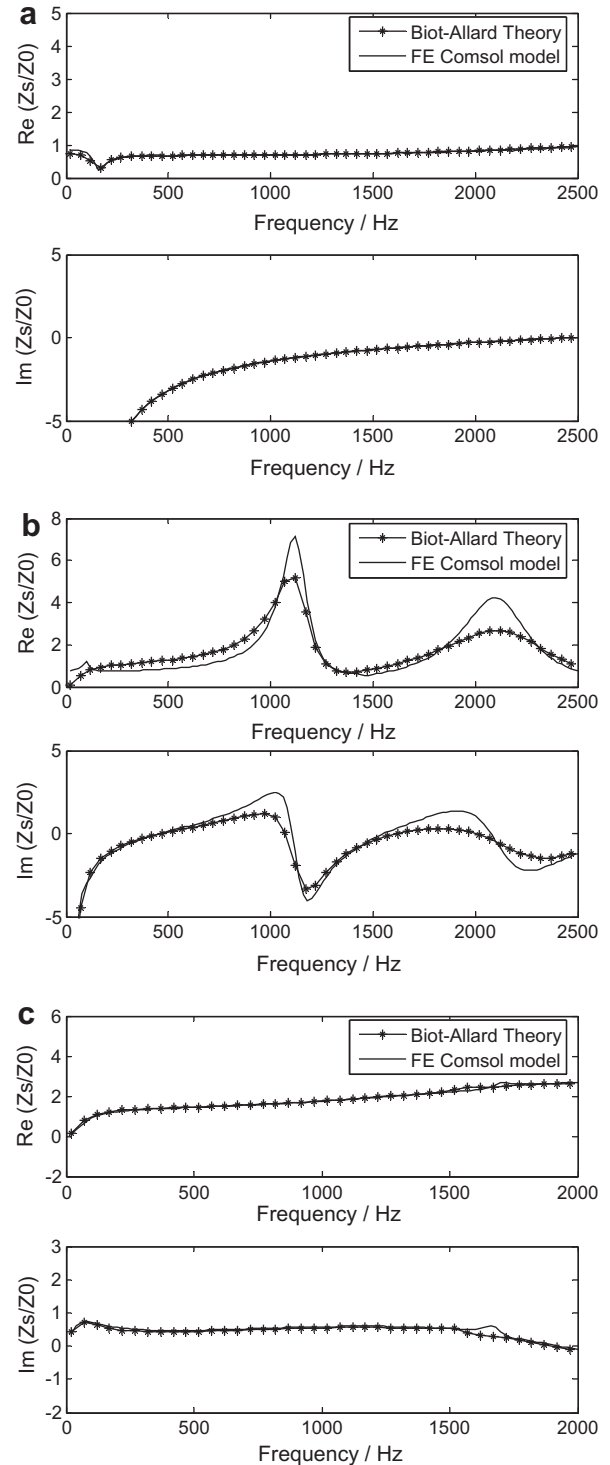 a
5
4
3
2
1
0
Re (Zs/Z0)
Biot-Allard Theory
FE Comsol model
0 500 1000 1500 2000 2500
Frequency / Hz
5
0
-5
Im (Zs/Z0)
0 500 1000 1500 2000 2500
Frequency / Hz
b
8
6
4
2
0
Re (Zs/Z0)
Biot-Allard Theory
FE Comsol model
0 500 1000 1500 2000 2500
Frequency / Hz
5
0
-5
Im (Zs/Z0)
0 500 1000 1500 2000 2500
Frequency / Hz
c
6
4
2
0
-2
Re (Zs/Z0)
Biot-Allard Theory
FE Comsol model
0 500 1000 1500 2000
Frequency / Hz
3
2
1
0
-1
-2
Im (Zs/Z0)
0 500 1000 1500 2000
Frequency / Hz